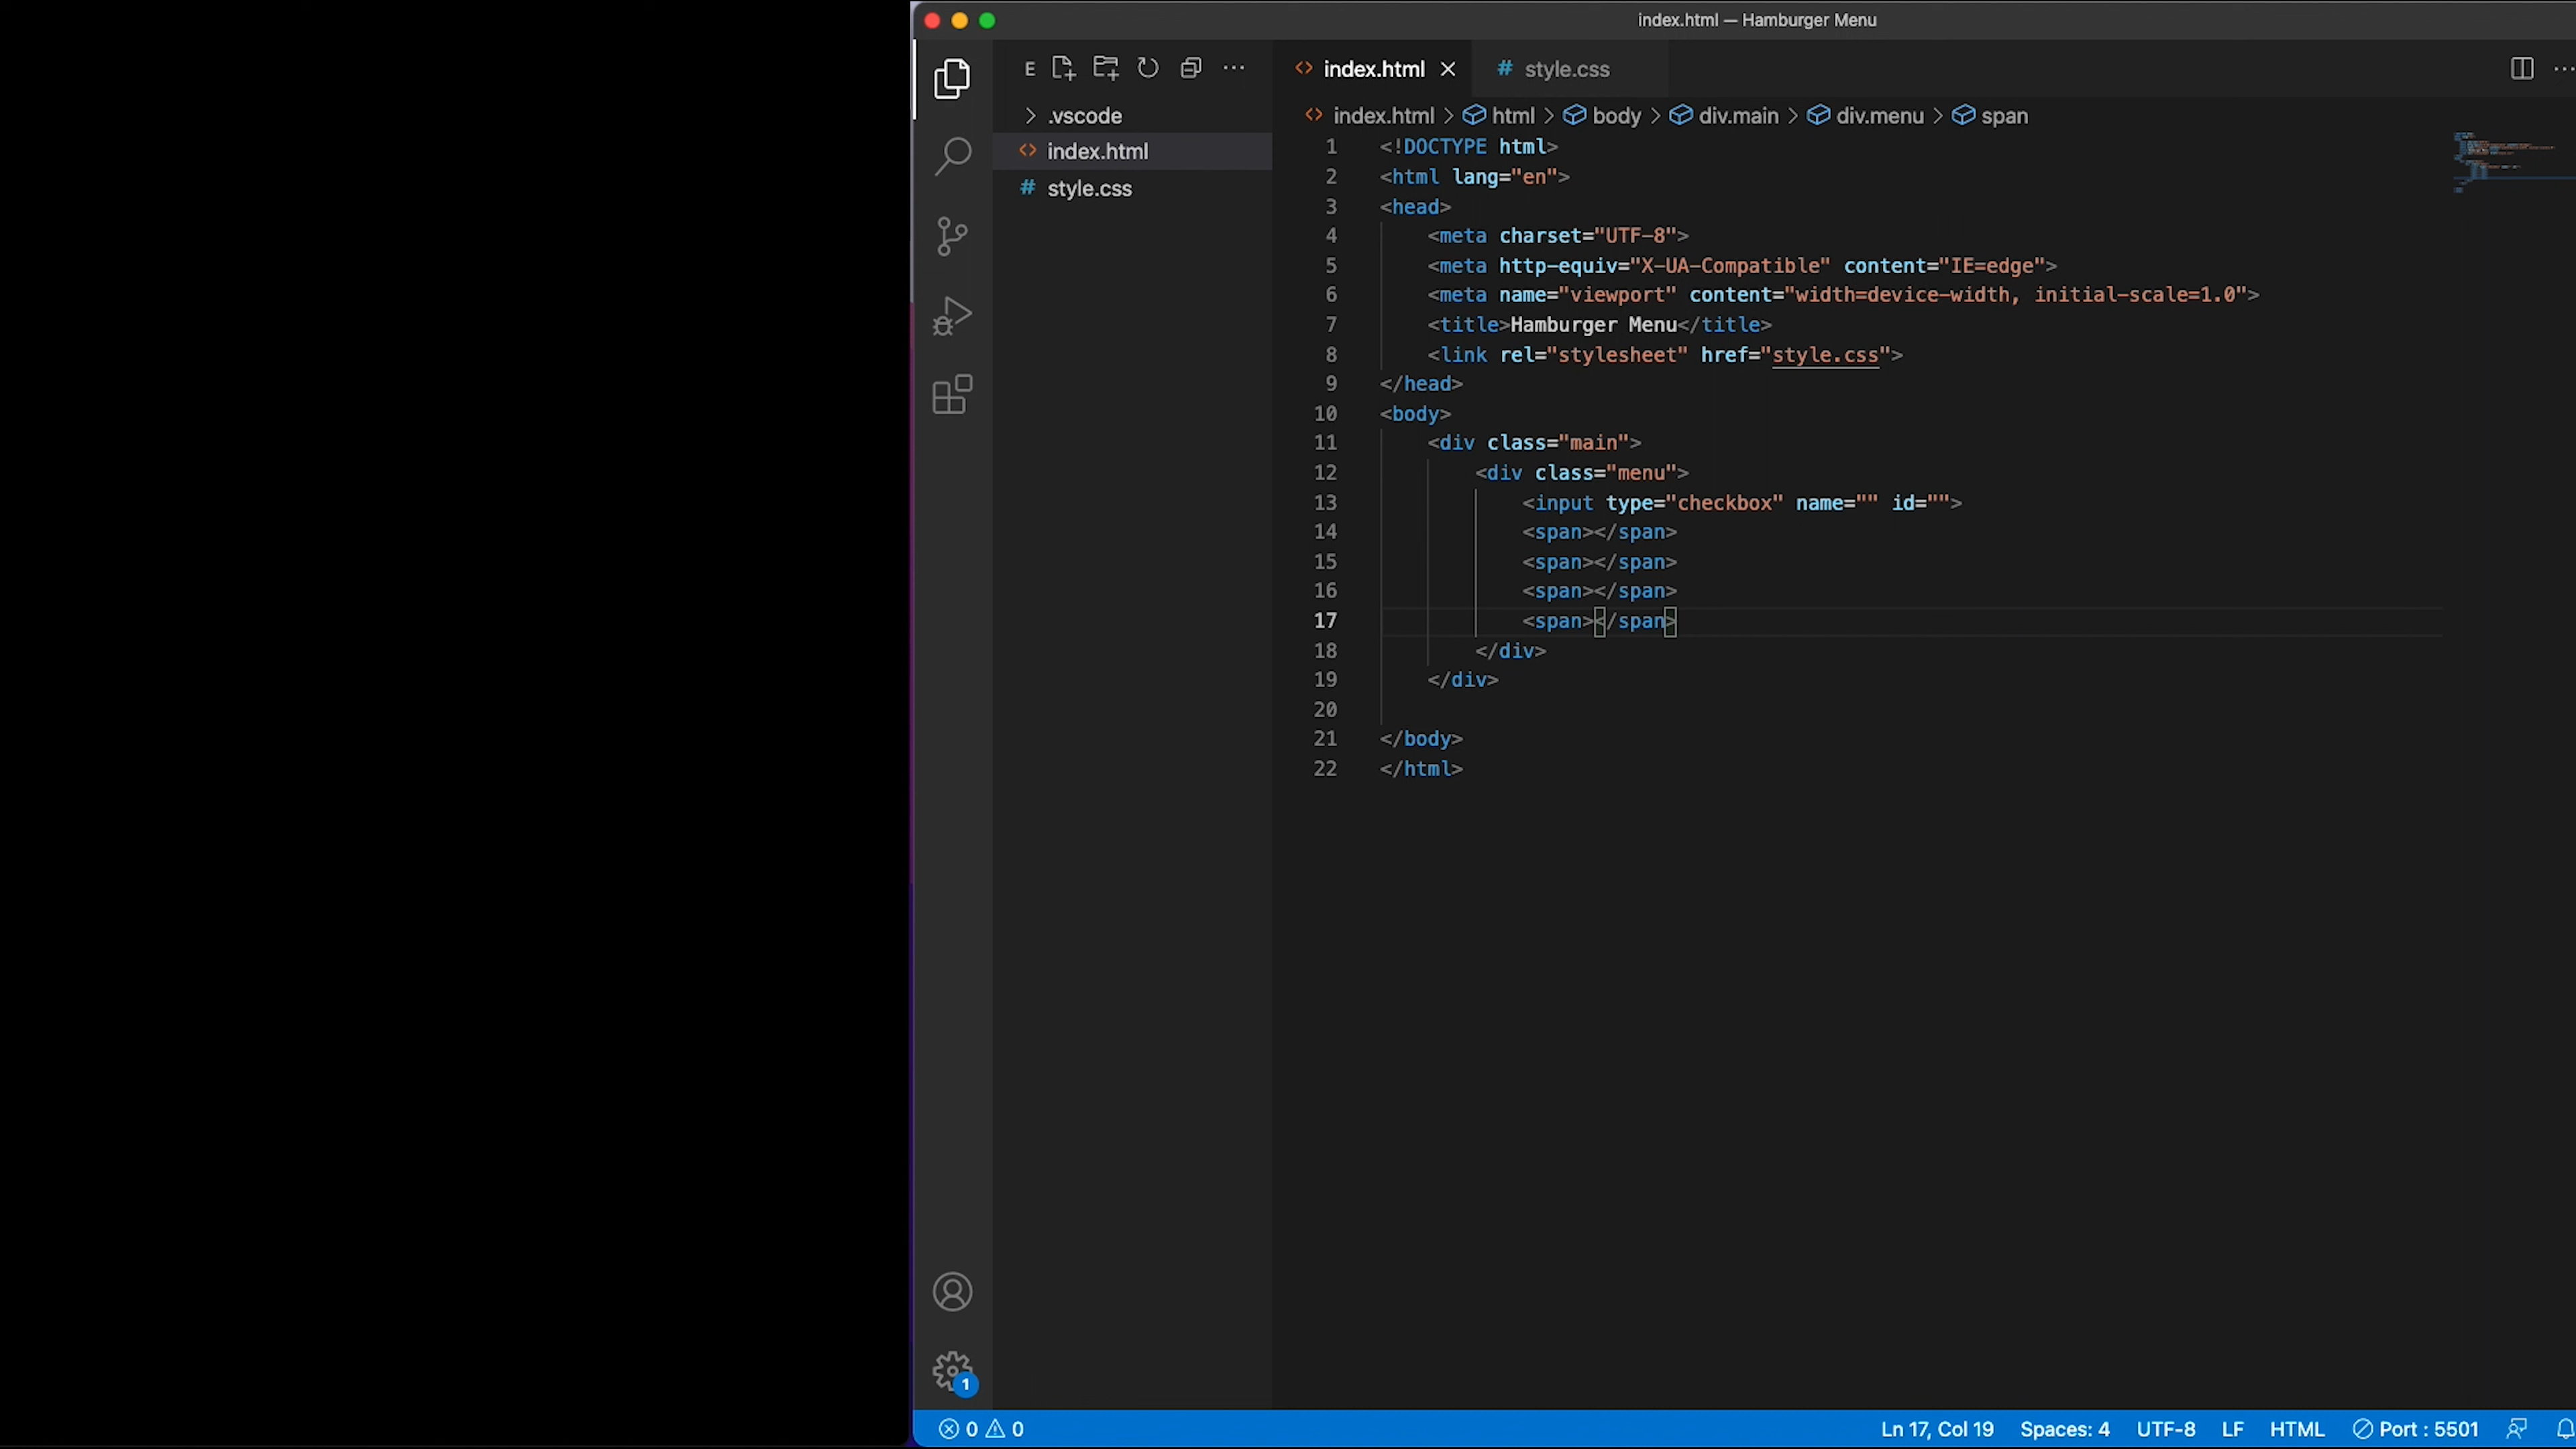 index.html — Hamburger Menu
E
index.html
style.css
.vscode
index.html
style.css
index.html > html > body > div.main > div.menu > span
1 <!DOCTYPE html>
2 <html lang="en">
3 <head>
4 <meta charset="UTF-8">
5 <meta http-equiv="X-UA-Compatible" content="IE=edge">
6 <meta name="viewport" content="width=device-width, initial-scale=1.0">
7 <title>Hamburger Menu</title>
8 <link rel="stylesheet" href="style.css">
9 </head>
10 <body>
11 <div class="main">
12 <div class="menu">
13 <input type="checkbox" name="" id="">
14 <span></span>
15 <span></span>
16 <span></span>
17 <span></span>
18 </div>
19 </div>
20
21 </body>
22 </html>
1
0 0 Ln 17, Col 19 Spaces: 4 UTF-8 LF HTML Port : 5501